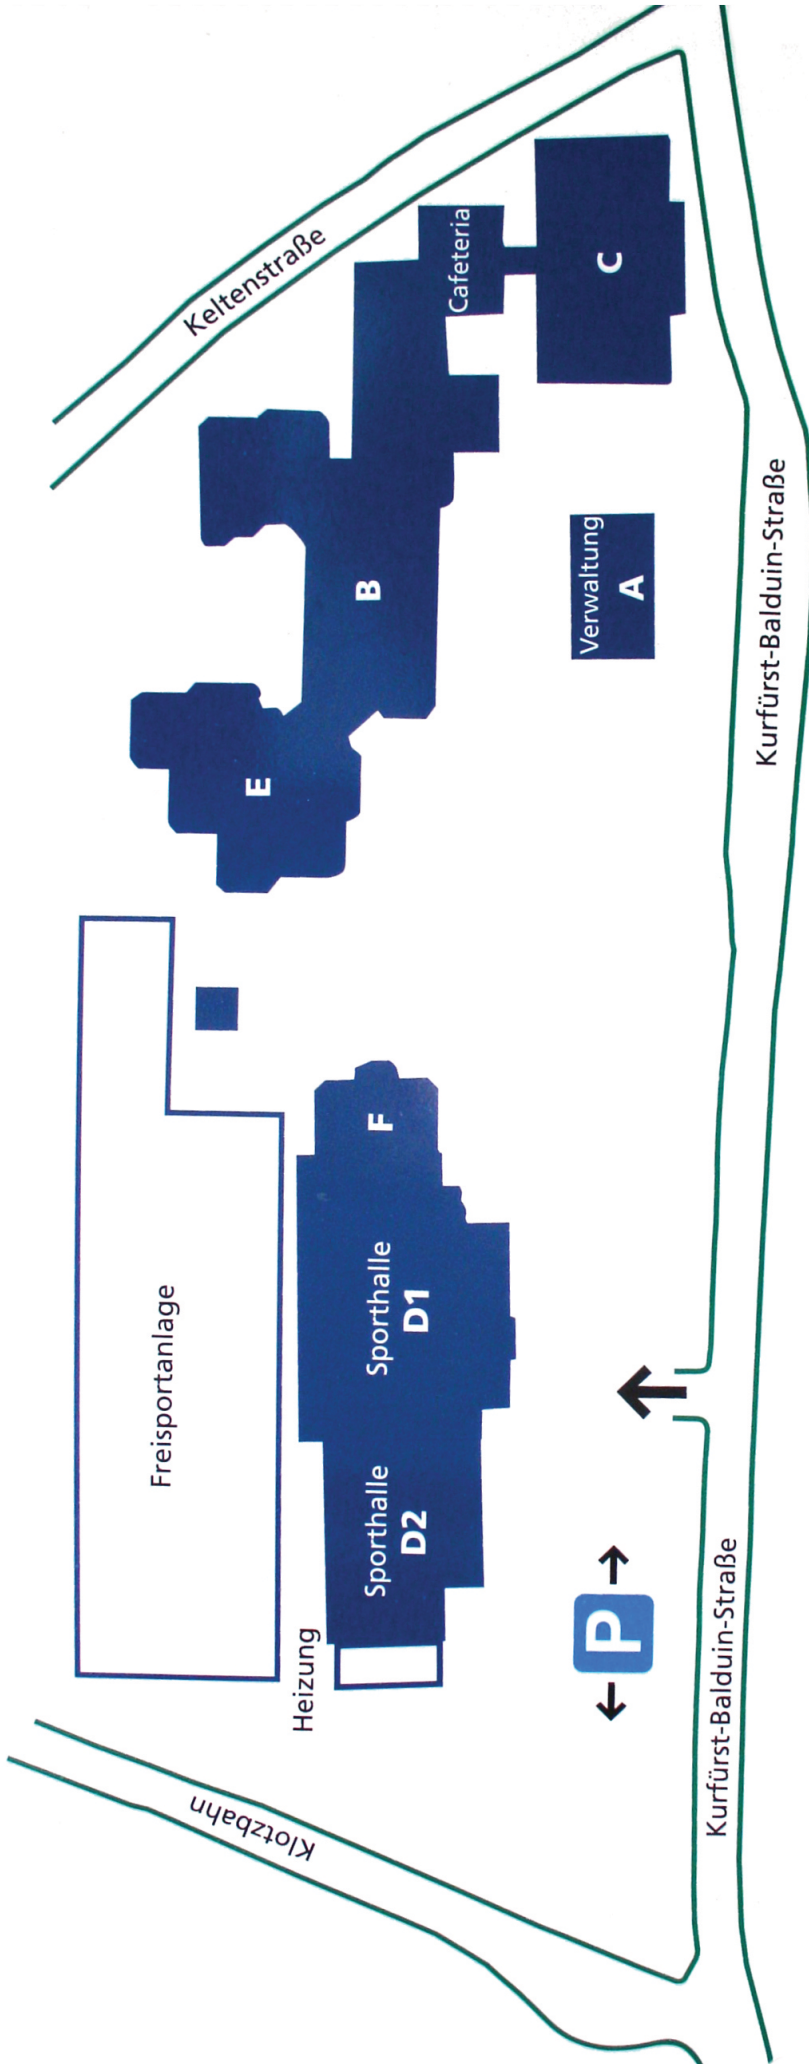 Klotzbahn
Freisportanlage
Keltenstraße
Heizung
Sporthalle
D2
Sporthalle
D1
F
E
B
Cafeteria
C
Verwaltung
A
P
Kurfürst-Balduin-Straße
Kurfürst-Balduin-Straße